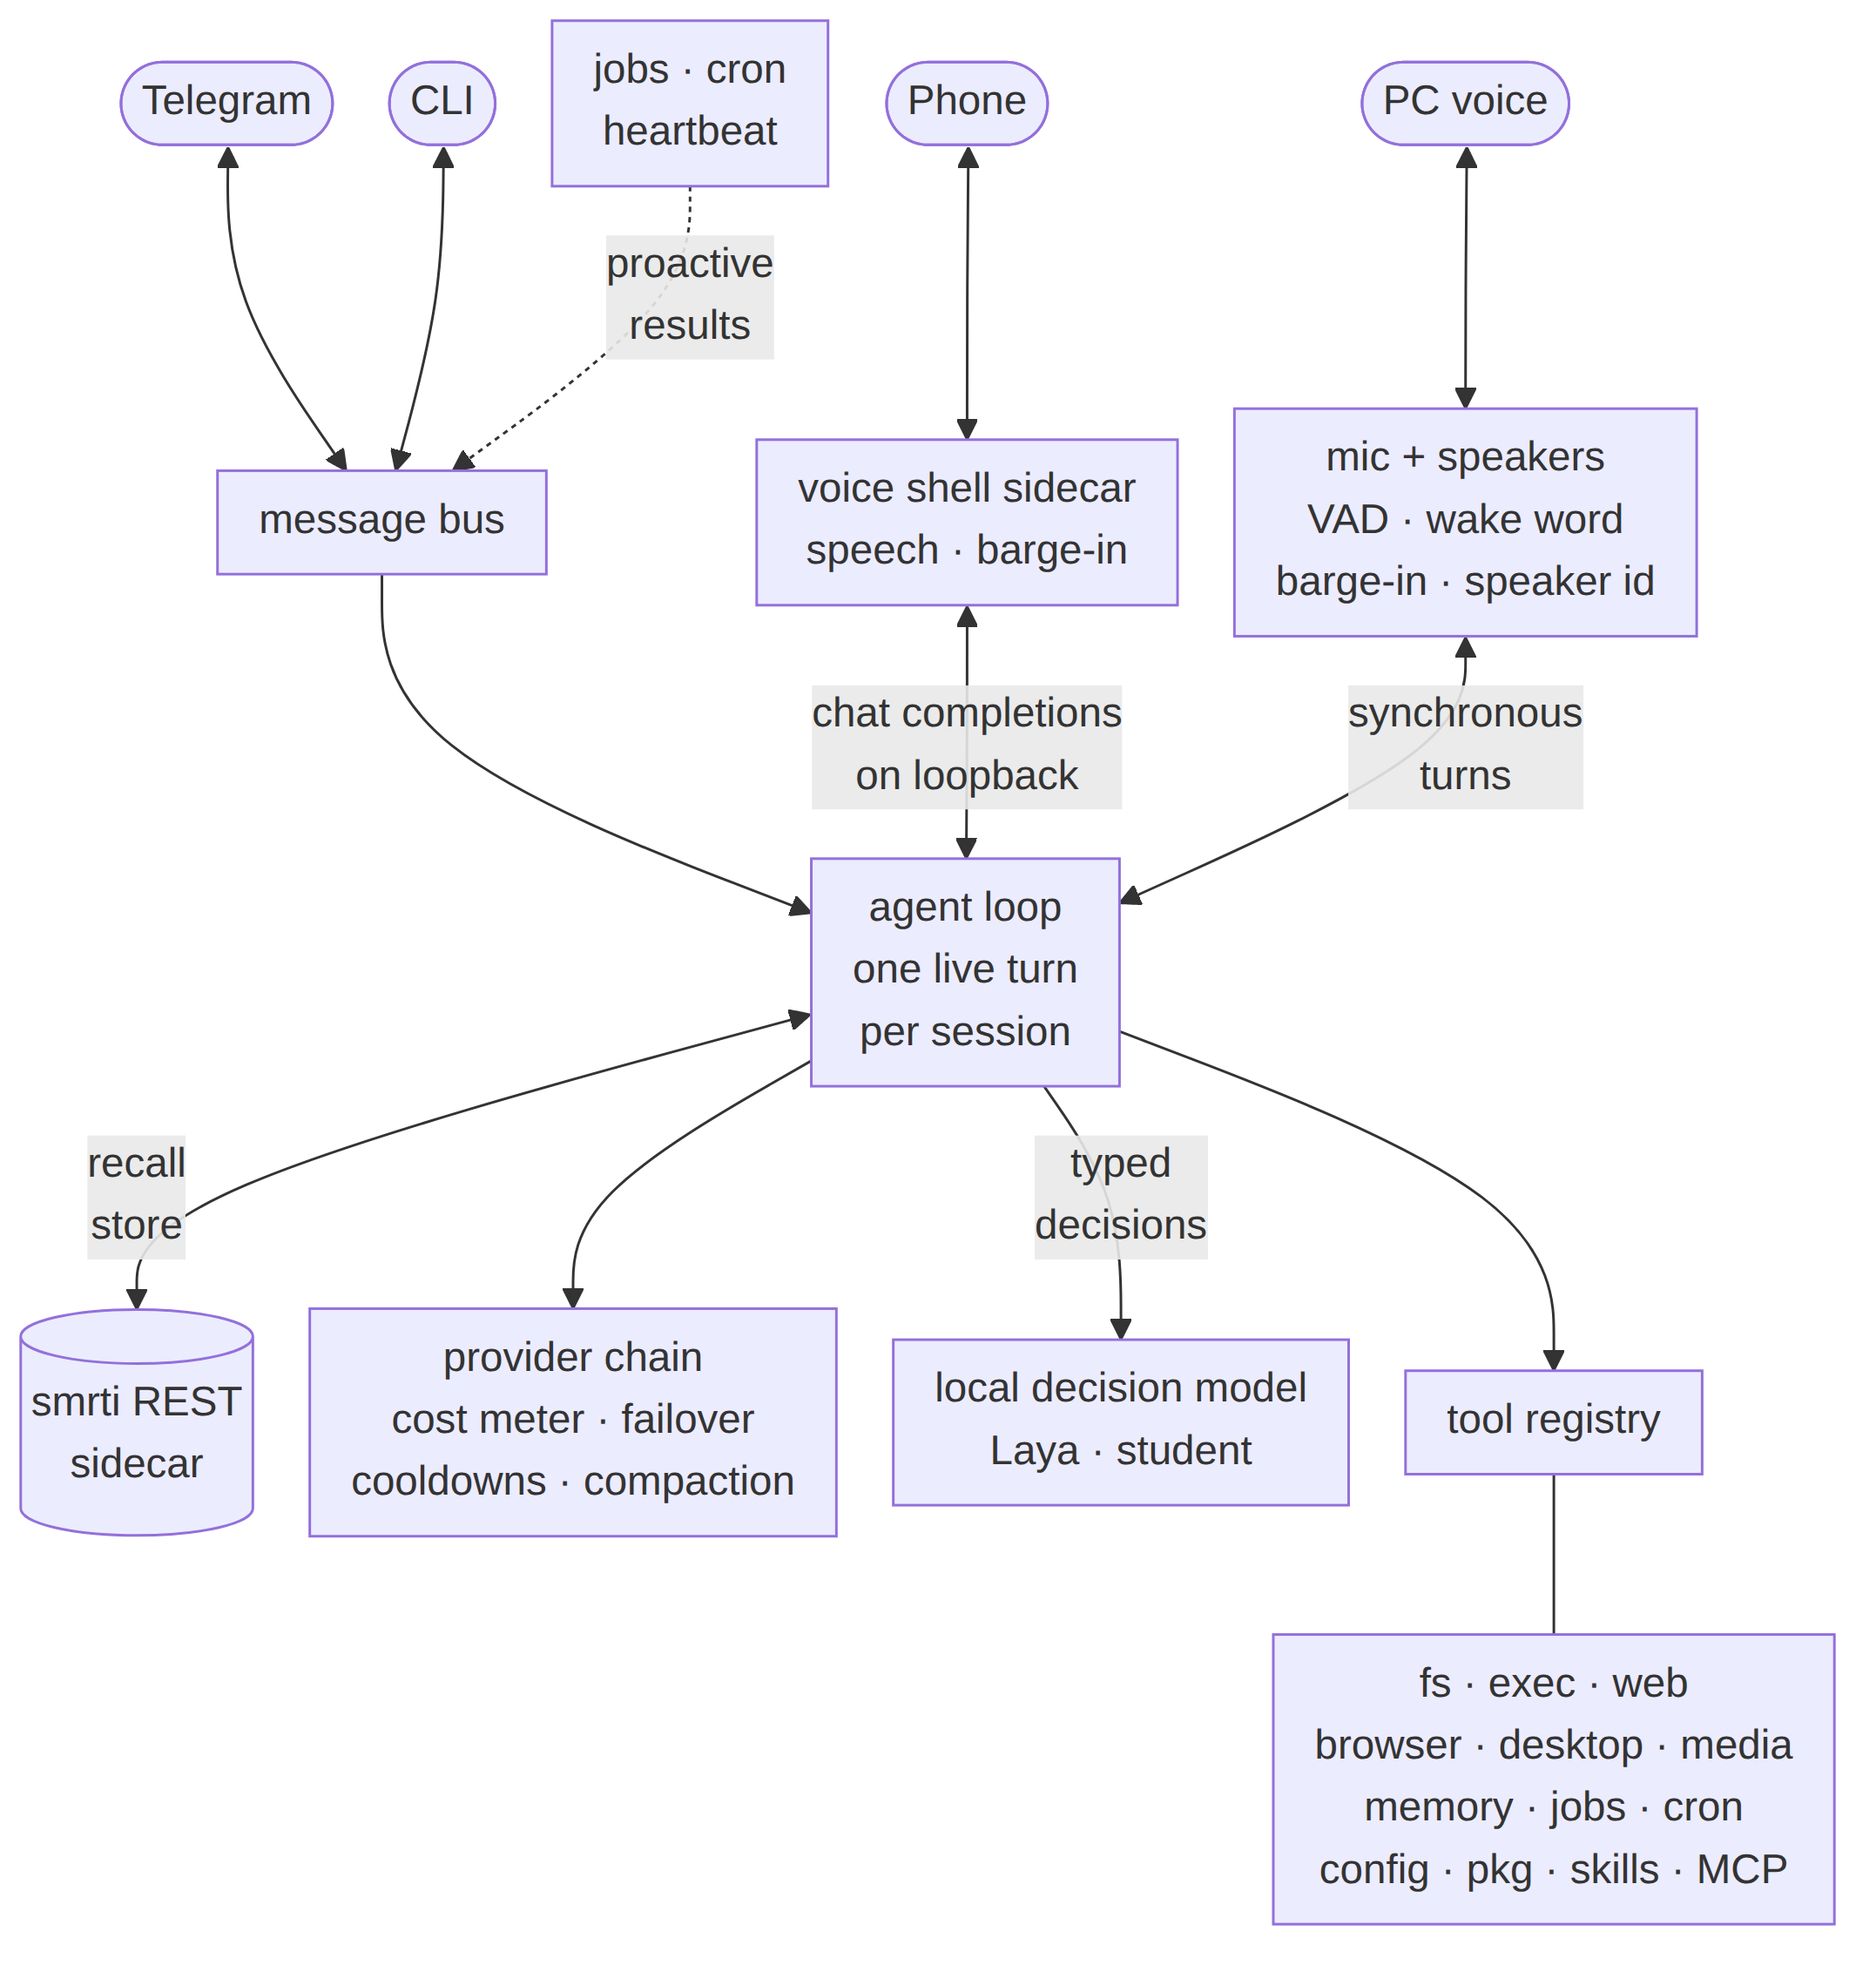 Telegram
CLI
jobs · cron
heartbeat
Phone
PC voice
proactive
results
message bus
voice shell sidecar
speech · barge-in
mic + speakers
VAD · wake word
barge-in · speaker id
chat completions
on loopback
synchronous
turns
agent loop
one live turn
per session
recall
store
typed
decisions
smrti REST
sidecar
provider chain
cost meter · failover
cooldowns · compaction
local decision model
Laya · student
tool registry
fs · exec · web
browser · desktop · media
memory · jobs · cron
config · pkg · skills · MCP